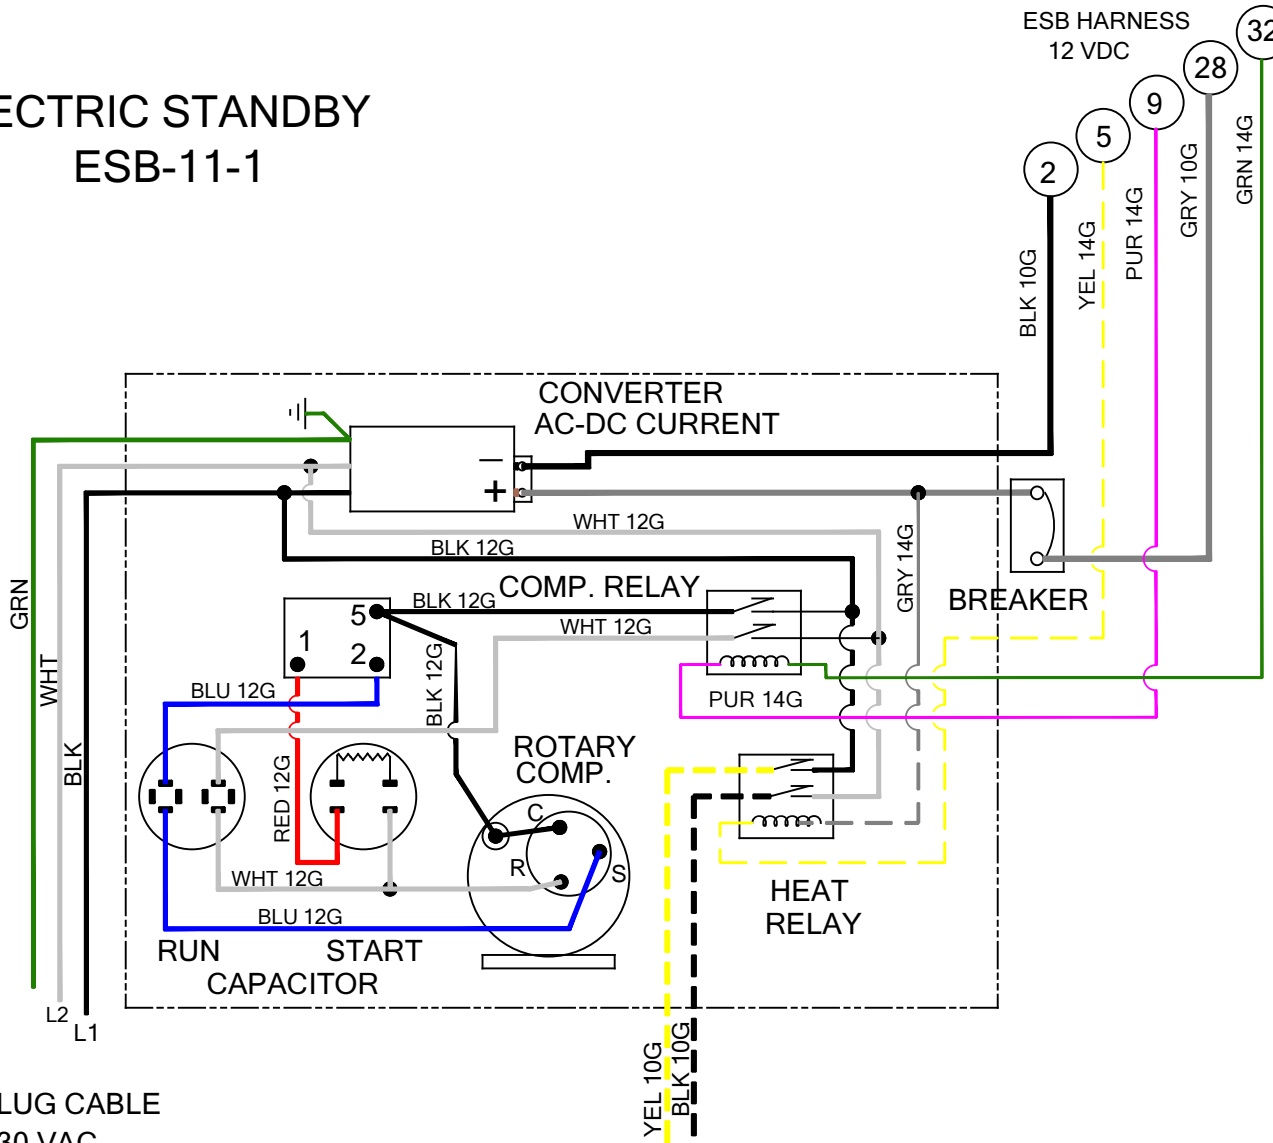 ESB HARNESS
12 VDC
32
28
9
5
2
ECTRIC STANDBY
ESB-11-1
BLK 10G
YEL 14G
PUR 14G
GRY 10G
GRN 14G
CONVERTER
AC-DC CURRENT
–
+
WHT 12G
BLK 12G
GRY 14G
COMP. RELAY
BREAKER
BLK 12G
WHT 12G
5
1
2
GRN
WHT
BLK
BLU 12G
BLK 12G
PUR 14G
RED 12G
ROTARY
COMP.
C
R
S
WHT 12G
BLU 12G
HEAT
RELAY
RUN
START
CAPACITOR
L2
L1
YEL 10G
BLK 10G
LUG CABLE
30 VAC